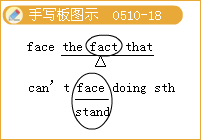 手写板图示 0510-18
face the fact that
can't face doing sth
stand